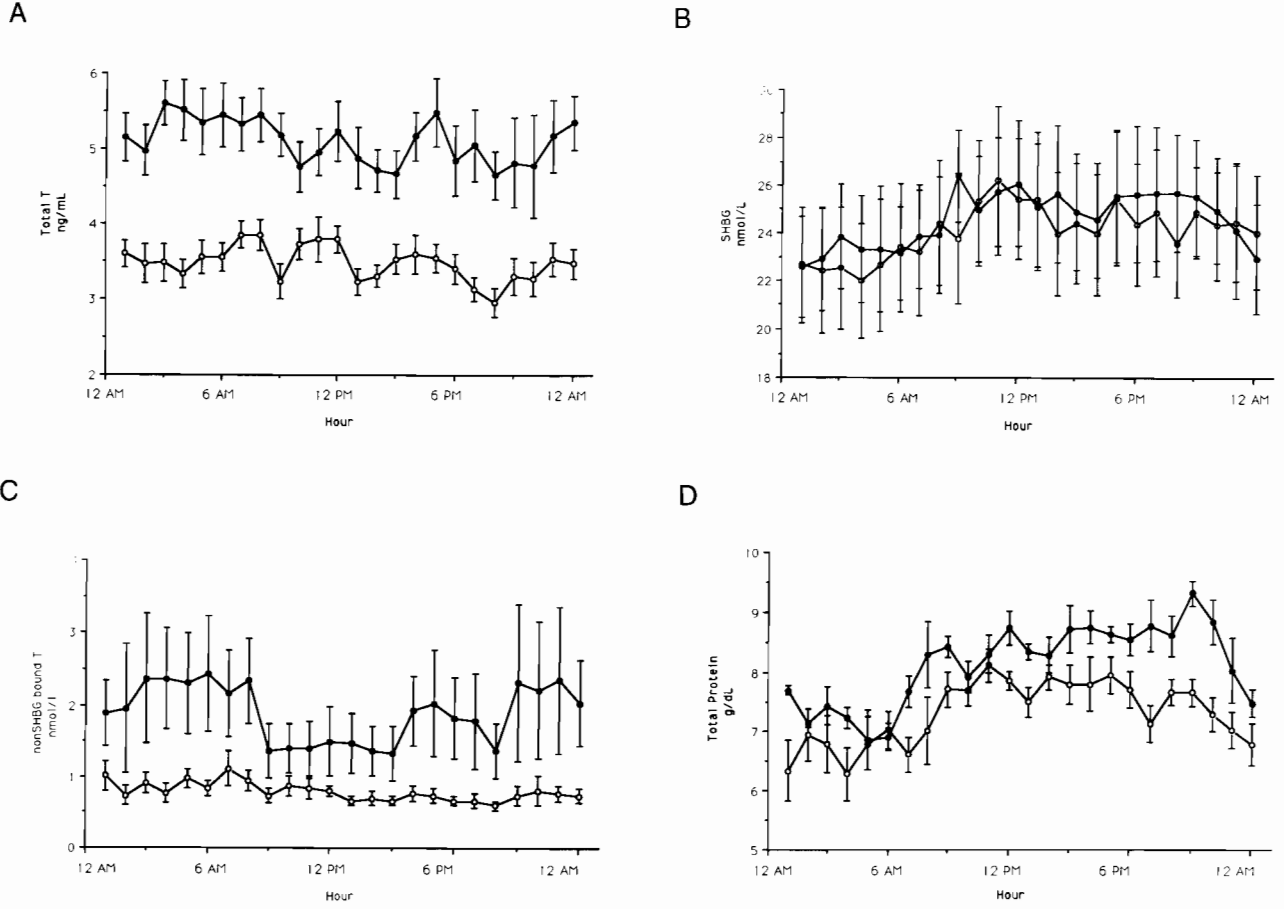 A
6
5
4
3
2
Total T
ng/mL
12 AM 6 AM 12 PM 6 PM 12 AM
Hour
B
28
26
24
22
20
18
SHBG
nmol/L
12 AM 6 AM 12 PM 6 PM 12 AM
Hour
C
3
2
1
0
nonSHBG bound T
nmol/l
12 AM 6 AM 12 PM 6 PM 12 AM
Hour
D
10
9
8
7
6
5
Total Protein
g/dL
12 AM 6 AM 12 PM 6 PM 12 AM
Hour